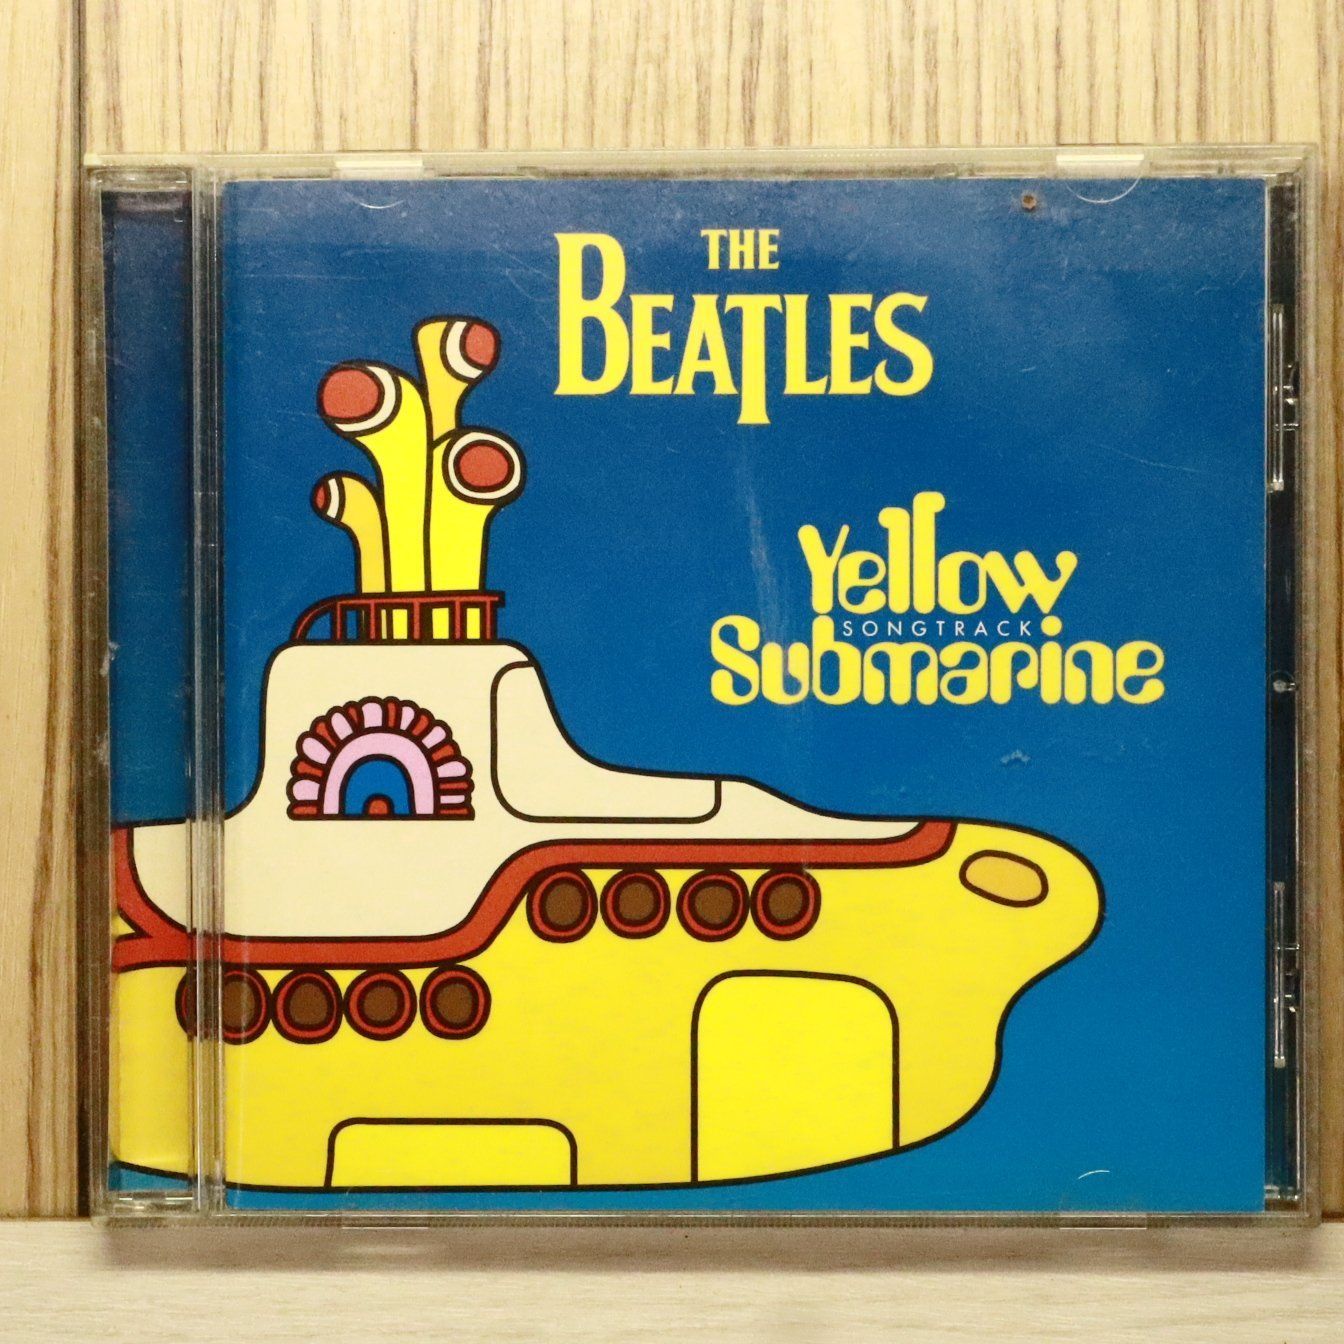 THE
BEATLES
Yellow
SONGTRACK
Submarine